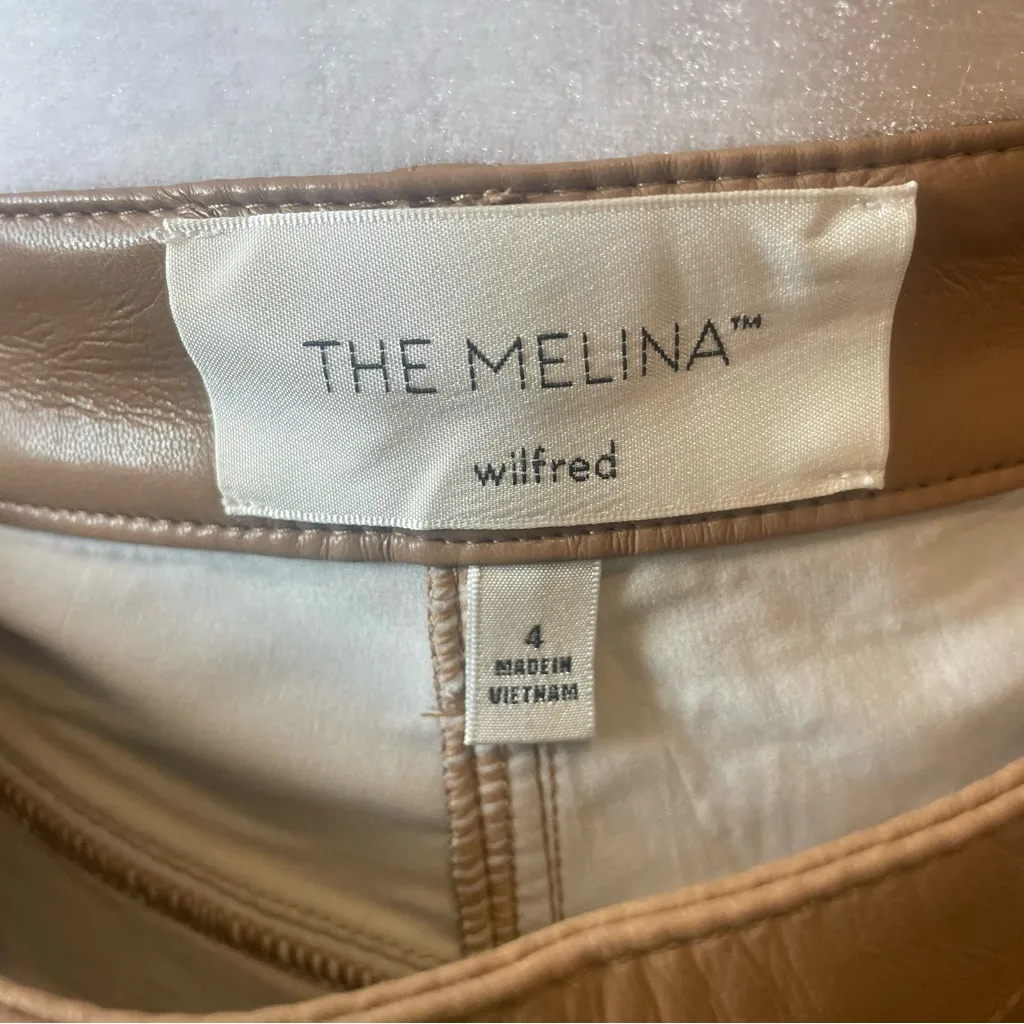 THE MELINA™
wilfred
4
MADE IN
VIETNAM